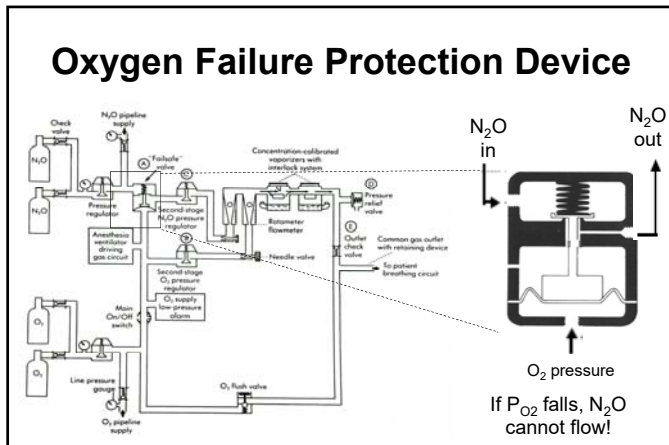 Oxygen Failure Protection Device
Check
valve
N₂O pipeline
supply
"Failsafe"
valve
A
C
Concentration-calibrated
vaporizers with
interlock system
N₂O
N₂O
Pressure
regulator
Second-stage
N₂O pressure
regulator
Rotameter
flowmeter
D
Pressure
relief valve
E
Outlet
check
valve
Common gas outlet
with retaining device
To patient
breathing circuit
Anesthesia
ventilator
driving
gas circuit
Needle valve
Second stage
O₂ pressure
regulator
O₂ supply
low-pressure
alarm
Main
On/Off
switch
O₂
O₂
Line pressure
gauge
O₂ pipeline
supply
O₂ flush valve
N₂O
in
N₂O
out
O₂ pressure
If P_O2 falls, N₂O
cannot flow!